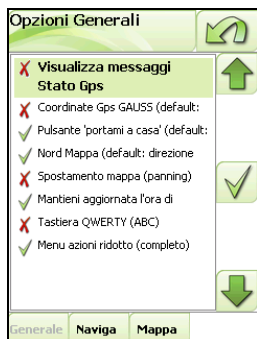 Opzioni Generali
Visualizza messaggi
Stato Gps
Coordinate Gps GAUSS (default:
Pulsante 'portami a casa' (default:
Nord Mappa (default: direzione
Spostamento mappa (panning)
Mantieni aggiornata l'ora di
Tastiera QWERTY (ABC)
Menu azioni ridotto (completo)
Generale Naviga Mappa